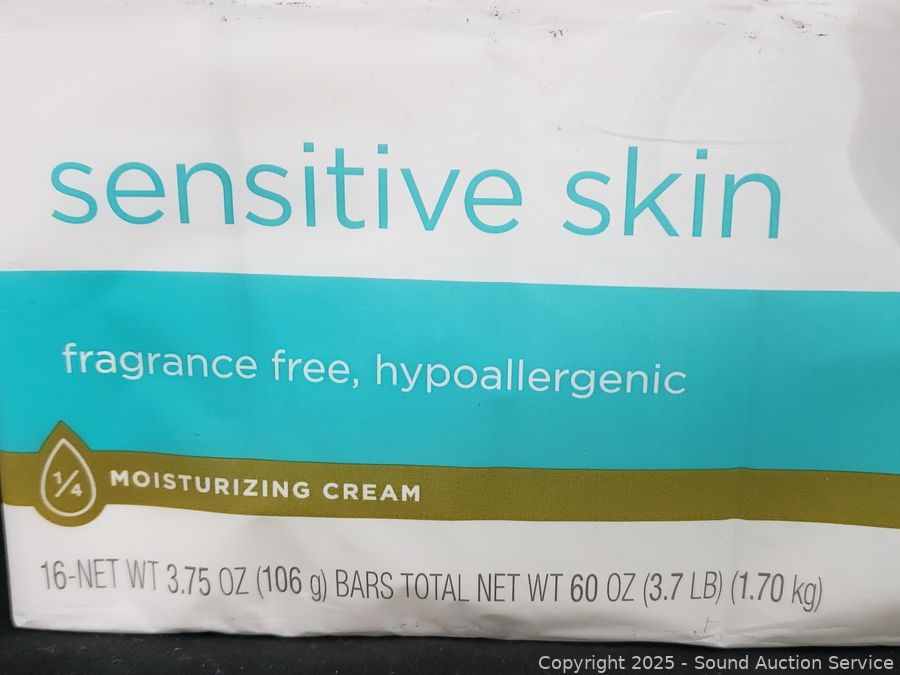 sensitive skin
fragrance free, hypoallergenic
1/4 MOISTURIZING CREAM
16-NET WT 3.75 OZ (106 g) BARS TOTAL NET WT 60 OZ (3.7 LB) (1.70 kg)
Copyright 2025 - Sound Auction Service